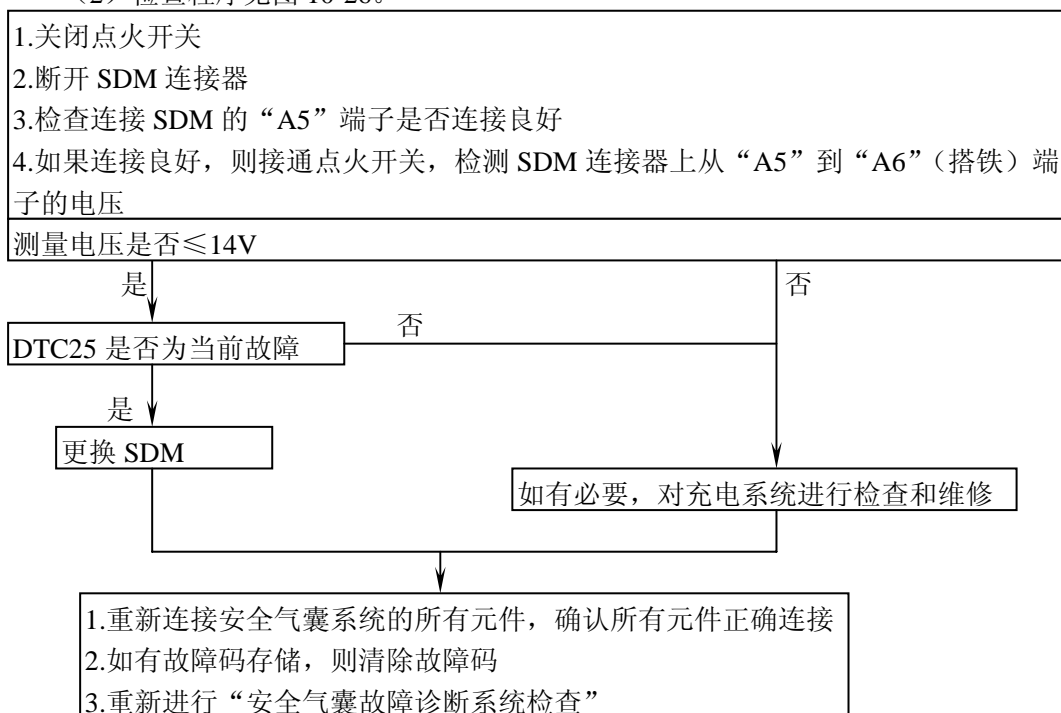 1.关闭点火开关
2.断开 SDM 连接器
3.检查连接 SDM 的“A5”端子是否连接良好
4.如果连接良好，则接通点火开关，检测 SDM 连接器上从“A5”到“A6”（搭铁）端
子的电压
测量电压是否≤14V
是
否
DTC25 是否为当前故障
否
是
更换 SDM
如有必要，对充电系统进行检查和维修
1.重新连接安全气囊系统的所有元件，确认所有元件正确连接
2.如有故障码存储，则清除故障码
3.重新进行“安全气囊故障诊断系统检查”